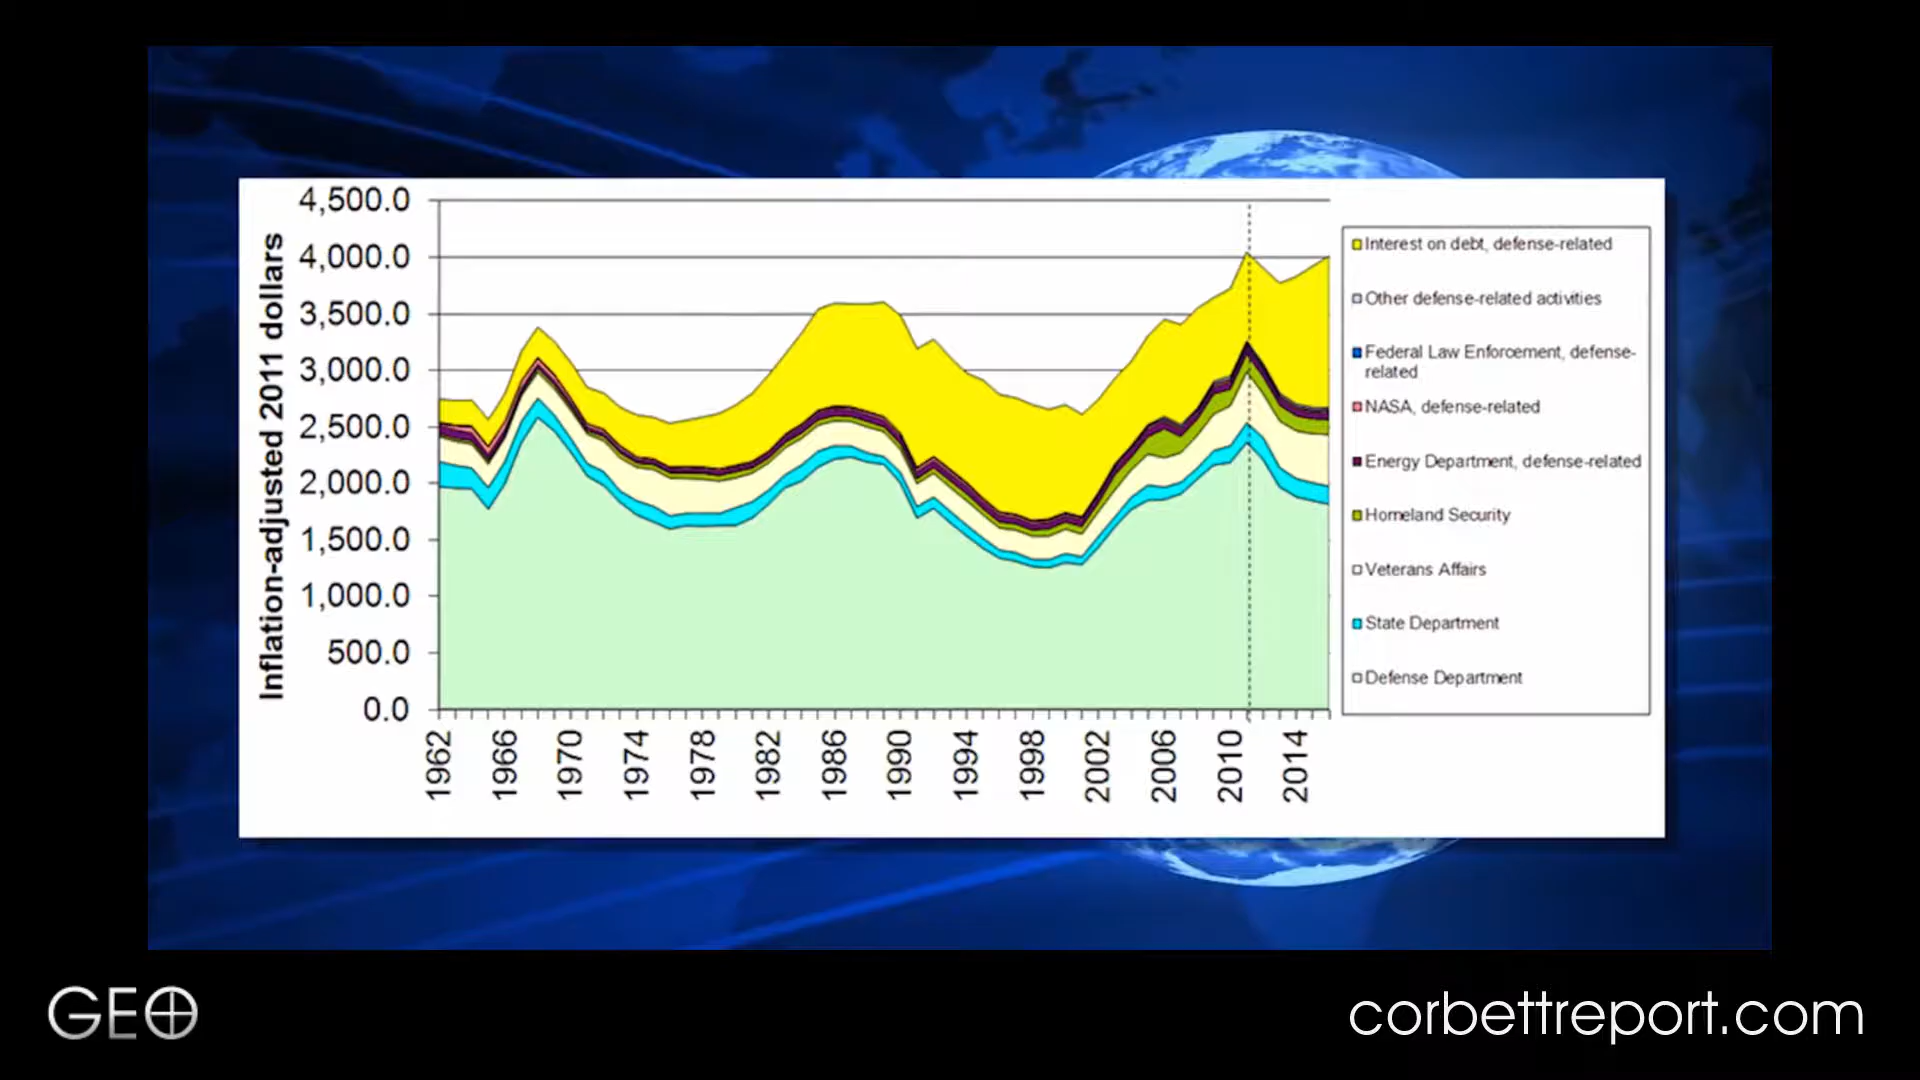 Inflation-adjusted 2011 dollars
4,500.0
4,000.0
3,500.0
3,000.0
2,500.0
2,000.0
1,500.0
1,000.0
500.0
0.0
1962
1966
1970
1974
1978
1982
1986
1990
1994
1998
2002
2006
2010
2014
Interest on debt, defense-related
Other defense-related activities
Federal Law Enforcement, defense-
related
NASA, defense-related
Energy Department, defense-related
Homeland Security
Veterans Affairs
State Department
Defense Department
GEO
corbettreport.com